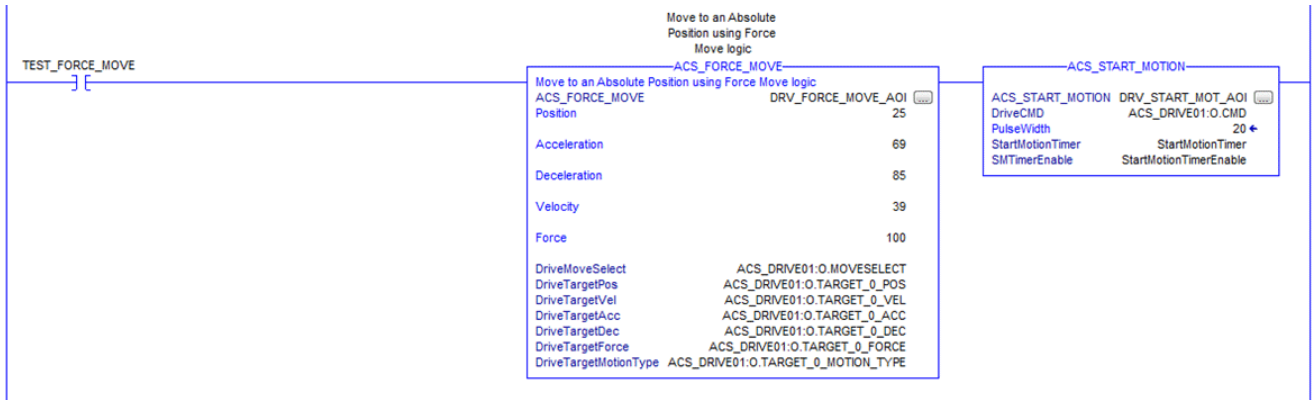 Move to an Absolute
Position using Force
Move logic
TEST_FORCE_MOVE
ACS_FORCE_MOVE
Move to an Absolute Position using Force Move logic
ACS_FORCE_MOVE DRV_FORCE_MOVE_AOI ...
Position 25
Acceleration 69
Deceleration 85
Velocity 39
Force 100
DriveMoveSelect ACS_DRIVE01:O.MOVESELECT
DriveTargetPos ACS_DRIVE01:O.TARGET_0_POS
DriveTargetVel ACS_DRIVE01:O.TARGET_0_VEL
DriveTargetAcc ACS_DRIVE01:O.TARGET_0_ACC
DriveTargetDec ACS_DRIVE01:O.TARGET_0_DEC
DriveTargetForce ACS_DRIVE01:O.TARGET_0_FORCE
DriveTargetMotionType ACS_DRIVE01:O.TARGET_0_MOTION_TYPE
ACS_START_MOTION
ACS_START_MOTION DRV_START_MOT_AOI ...
DriveCMD ACS_DRIVE01:O.CMD
PulseWidth 20 ←
StartMotionTimer StartMotionTimer
SMTimerEnable StartMotionTimerEnable